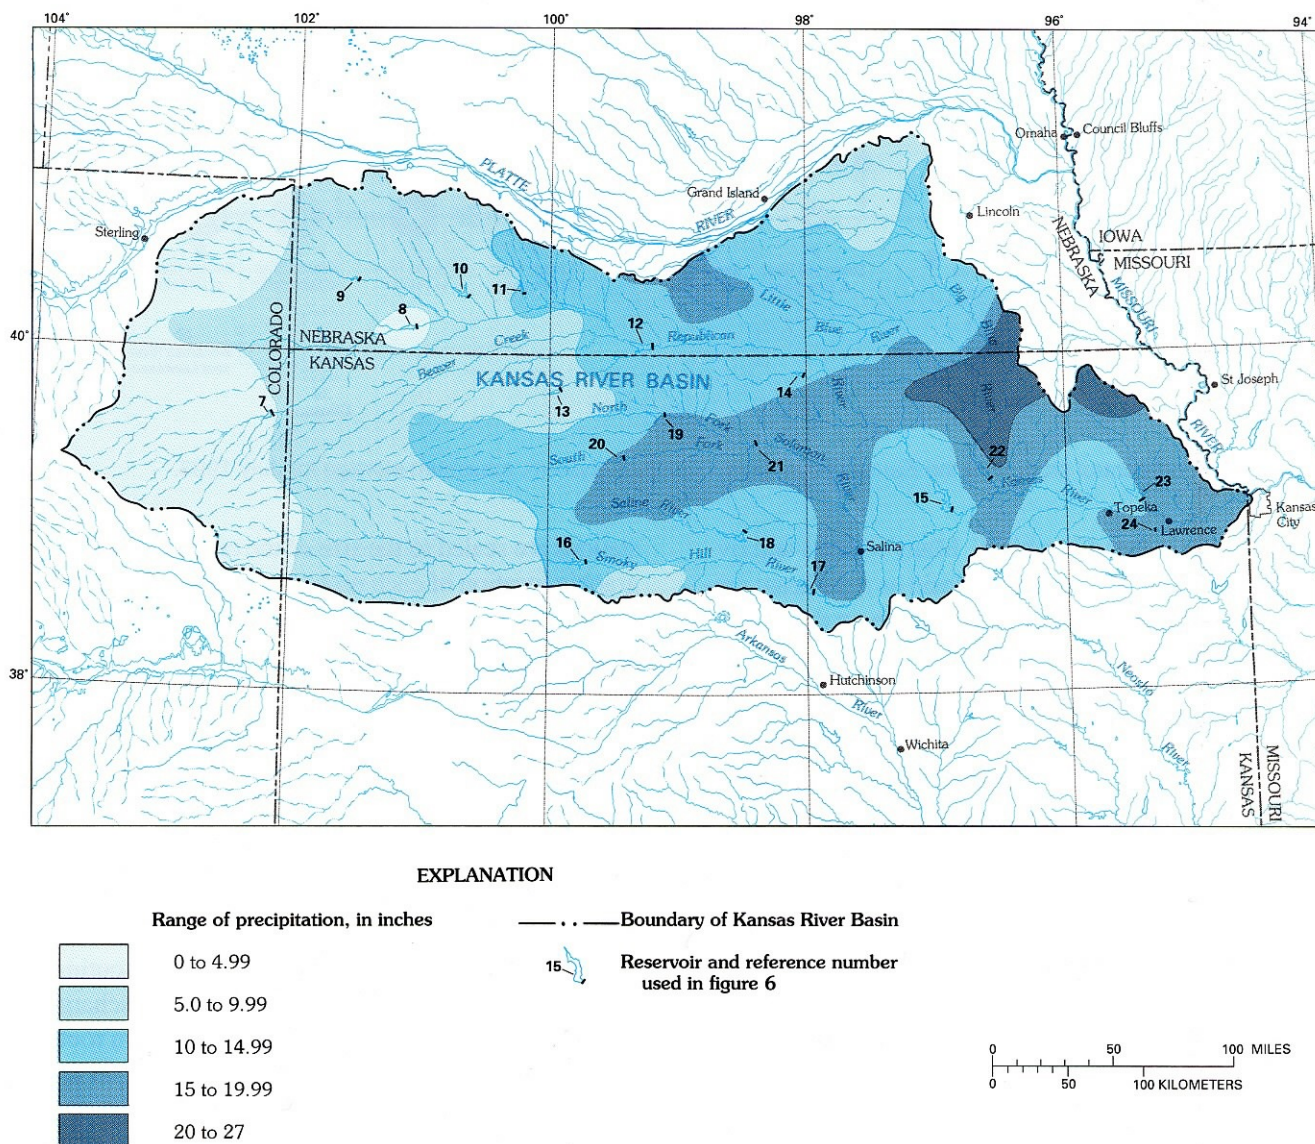 104°
102°
100°
98°
96°
94°
Omaha
Council Bluffs
PLATTE
RIVER
Grand Island
Lincoln
Sterling
NEBRASKA
IOWA
MISSOURI
MISSOURI
RIVER
10
9
11
8
12
Little
Blue
River
Big
Blue
River
Republican
40°
COLORADO
NEBRASKA
KANSAS
Beaver
Creek
KANSAS RIVER BASIN
St Joseph
7
13
14
North
Fork
River
19
20
South
Fork
Solomon
River
21
22
Kansas
River
23
Saline
River
15
Topeka
24
Lawrence
Kansas
City
16
Smoky
Hill
River
18
17
Salina
Arkansas
River
38°
Hutchinson
Wichita
Neosho
River
KANSAS
MISSOURI
EXPLANATION
Range of precipitation, in inches
0 to 4.99
5.0 to 9.99
10 to 14.99
15 to 19.99
20 to 27
Boundary of Kansas River Basin
15
Reservoir and reference number
used in figure 6
0 50 100 MILES
0 50 100 KILOMETERS